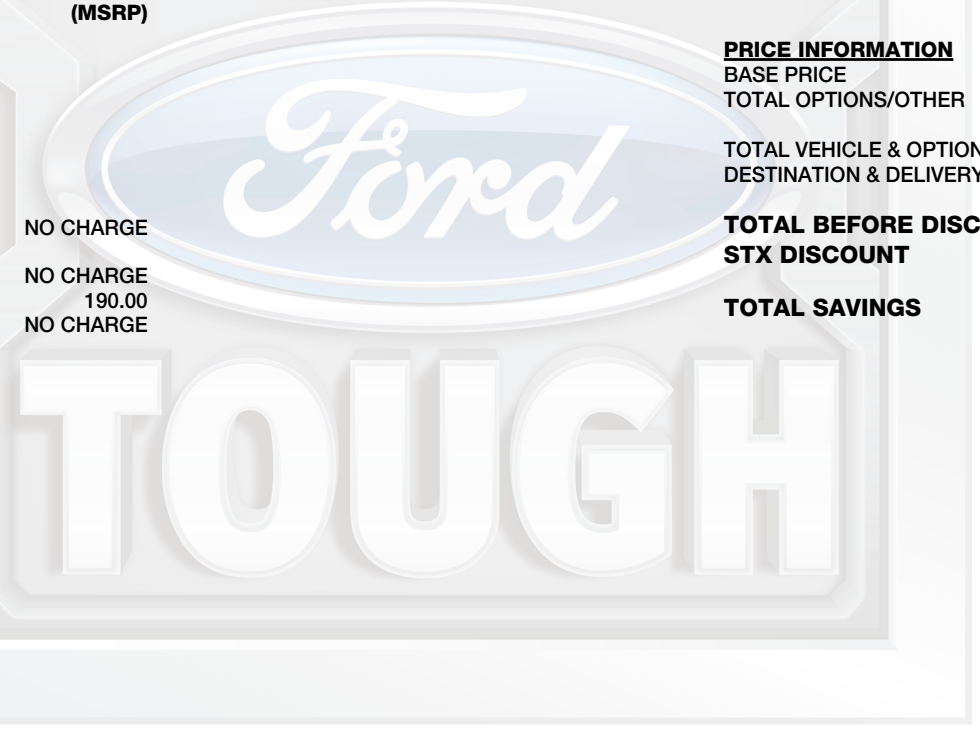 (MSRP)
NO CHARGE
NO CHARGE
190.00
NO CHARGE
PRICE INFORMATION
BASE PRICE
TOTAL OPTIONS/OTHER
TOTAL VEHICLE & OPTION
DESTINATION & DELIVERY
TOTAL BEFORE DISC
STX DISCOUNT
TOTAL SAVINGS
Ford
TOUGH